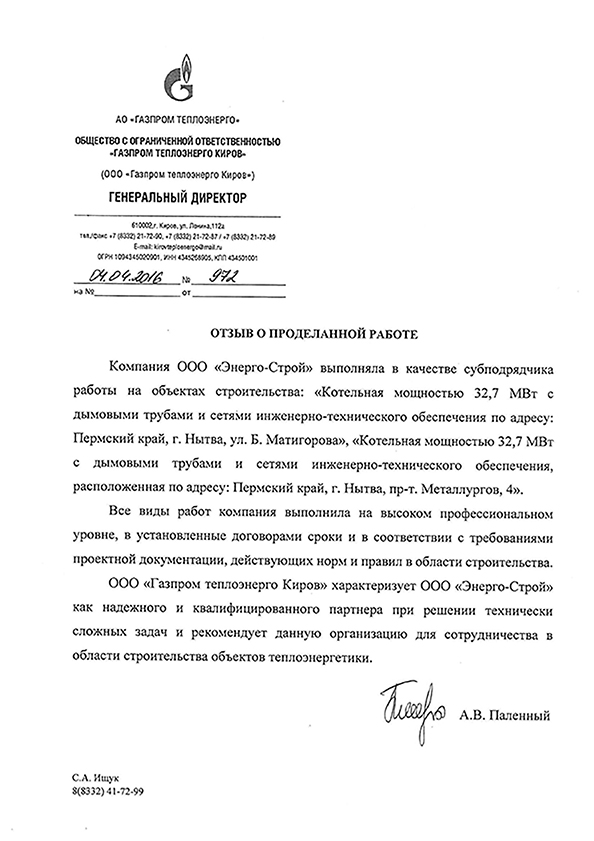 АО «ГАЗПРОМ ТЕПЛОЭНЕРГО»
ОБЩЕСТВО С ОГРАНИЧЕННОЙ ОТВЕТСТВЕННОСТЬЮ
«ГАЗПРОМ ТЕПЛОЭНЕРГО КИРОВ»
(ООО «Газпром теплоэнерго Киров»)
ГЕНЕРАЛЬНЫЙ ДИРЕКТОР
610002,г. Киров, ул. Ленина,112а
тел./факс +7 (8332) 21-72-90, +7 (8332) 21-72-87 / +7 (8332) 21-72-89
E-mail: kirovteploenergo@mail.ru
ОГРН 1094345020901, ИНН 4345268905, КПП 434501001
04.04.2016 № 972
на № от
ОТЗЫВ О ПРОДЕЛАННОЙ РАБОТЕ
Компания ООО «Энерго-Строй» выполняла в качестве субподрядчика
работы на объектах строительства: «Котельная мощностью 32,7 МВт с
дымовыми трубами и сетями инженерно-технического обеспечения по адресу:
Пермский край, г. Нытва, ул. Б. Матигорова», «Котельная мощностью 32,7 МВт
с дымовыми трубами и сетями инженерно-технического обеспечения,
расположенная по адресу: Пермский край, г. Нытва, пр-т. Металлургов, 4».
Все виды работ компания выполнила на высоком профессиональном
уровне, в установленные договорами сроки и в соответствии с требованиями
проектной документации, действующих норм и правил в области строительства.
ООО «Газпром теплоэнерго Киров» характеризует ООО «Энерго-Строй»
как надежного и квалифицированного партнера при решении технически
сложных задач и рекомендует данную организацию для сотрудничества в
области строительства объектов теплоэнергетики.
А.В. Паленный
С.А. Ищук
8(8332) 41-72-99